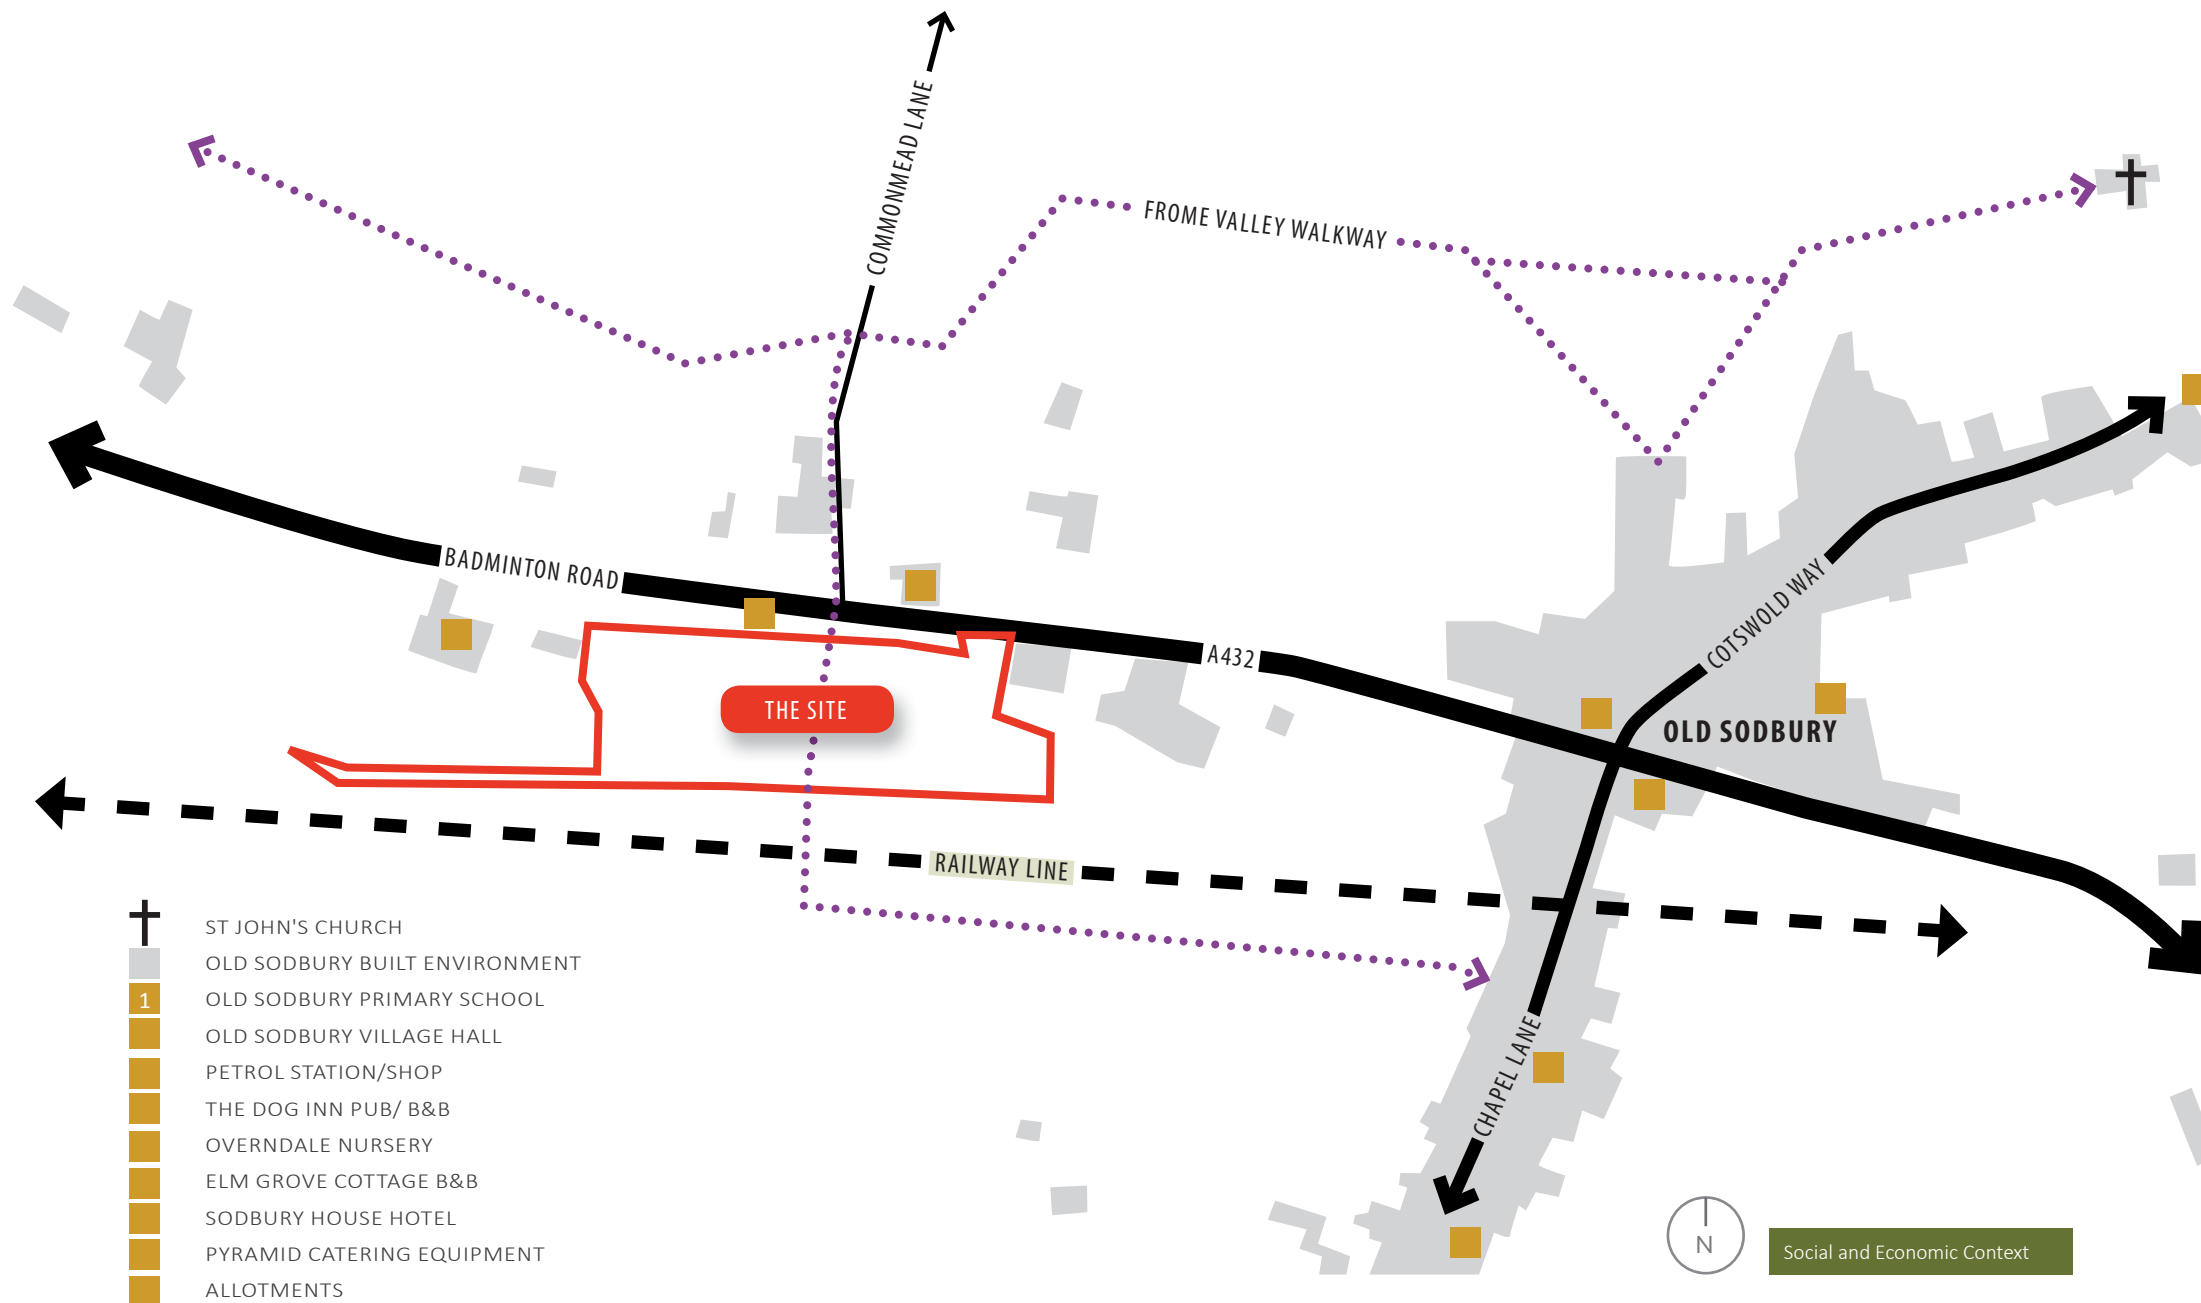 COMMONMEAD LANE
FROME VALLEY WALKWAY
BADMINTON ROAD
A432
COTSWOLD WAY
THE SITE
OLD SODBURY
RAILWAY LINE
CHAPEL LANE
ST JOHN'S CHURCH
OLD SODBURY BUILT ENVIRONMENT
1 OLD SODBURY PRIMARY SCHOOL
OLD SODBURY VILLAGE HALL
PETROL STATION/SHOP
THE DOG INN PUB/ B&B
OVERNDALE NURSERY
ELM GROVE COTTAGE B&B
SODBURY HOUSE HOTEL
PYRAMID CATERING EQUIPMENT
ALLOTMENTS
N
Social and Economic Context